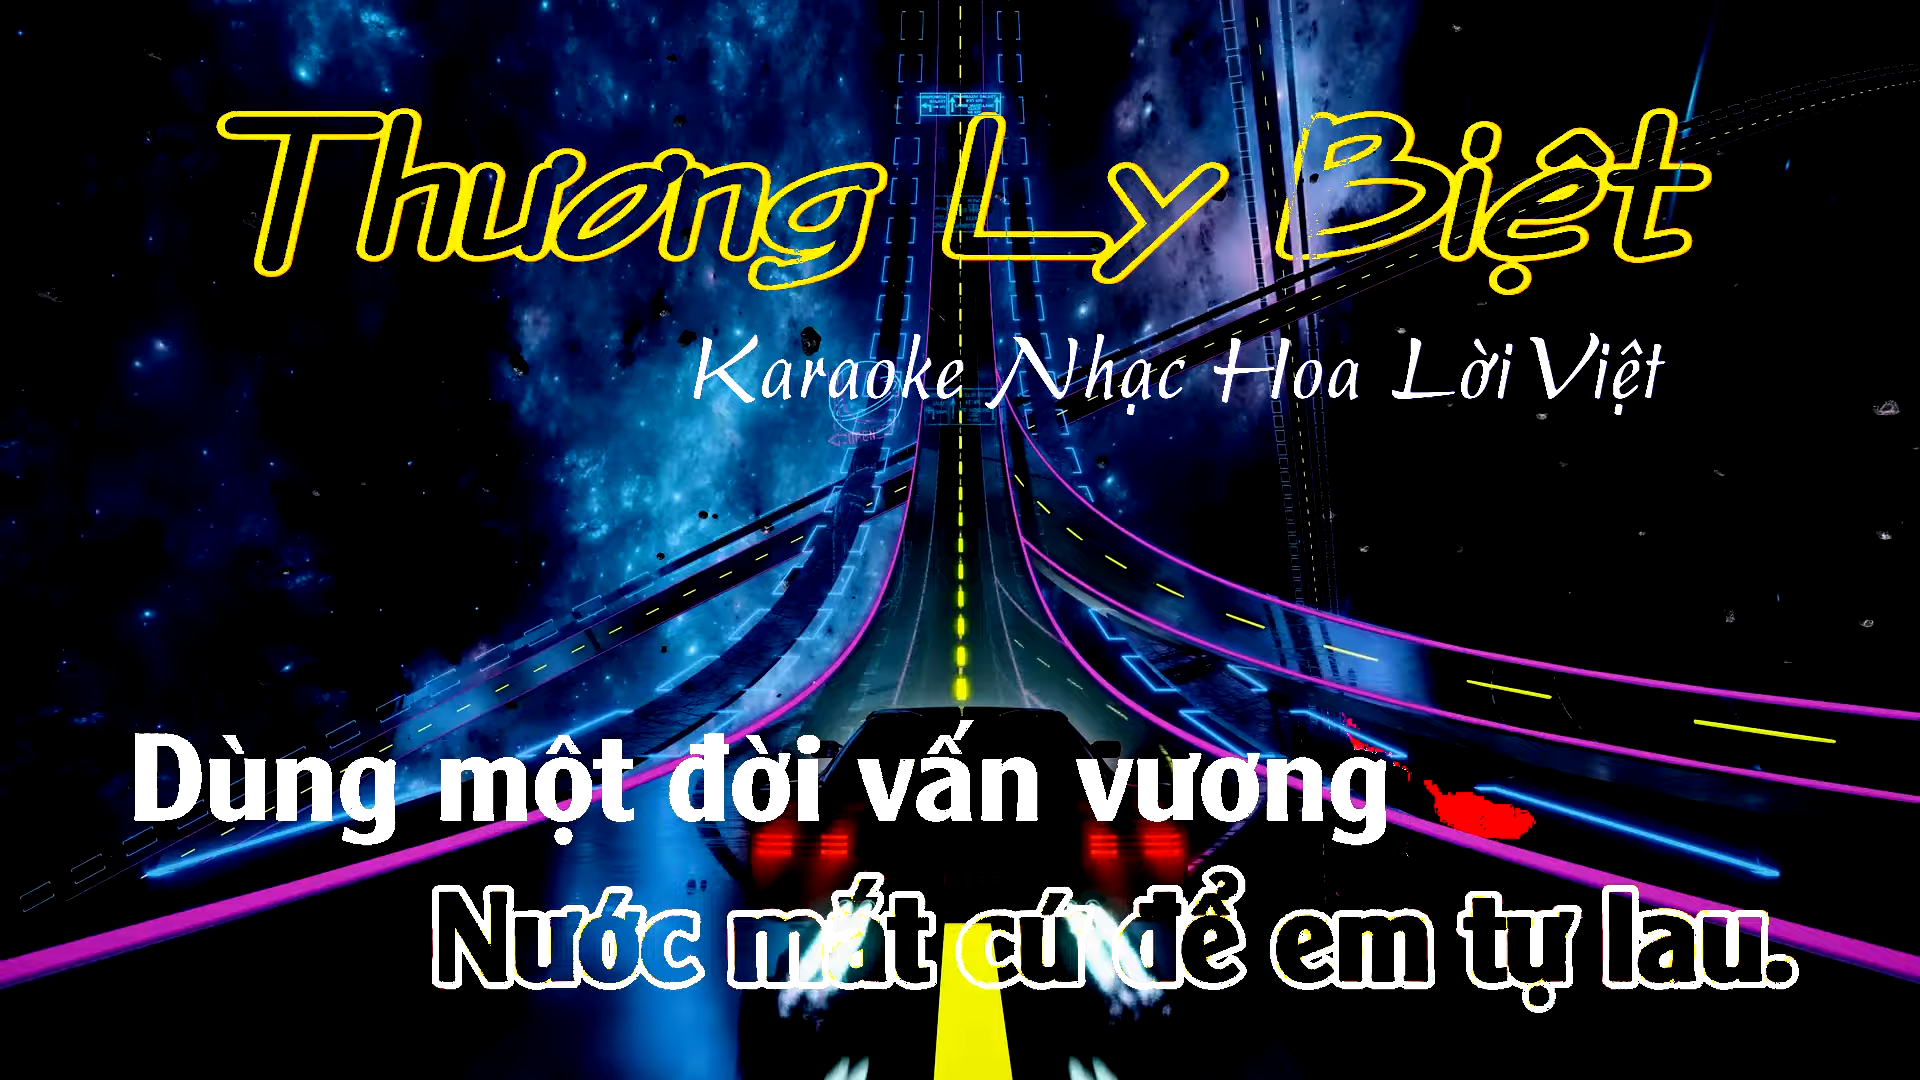 Thương Ly Biệt
Karaoke Nhạc Hoa Lời Việt
OPEN
Dùng một đời vấn vương
Nước mắt cứ để em tự lau.